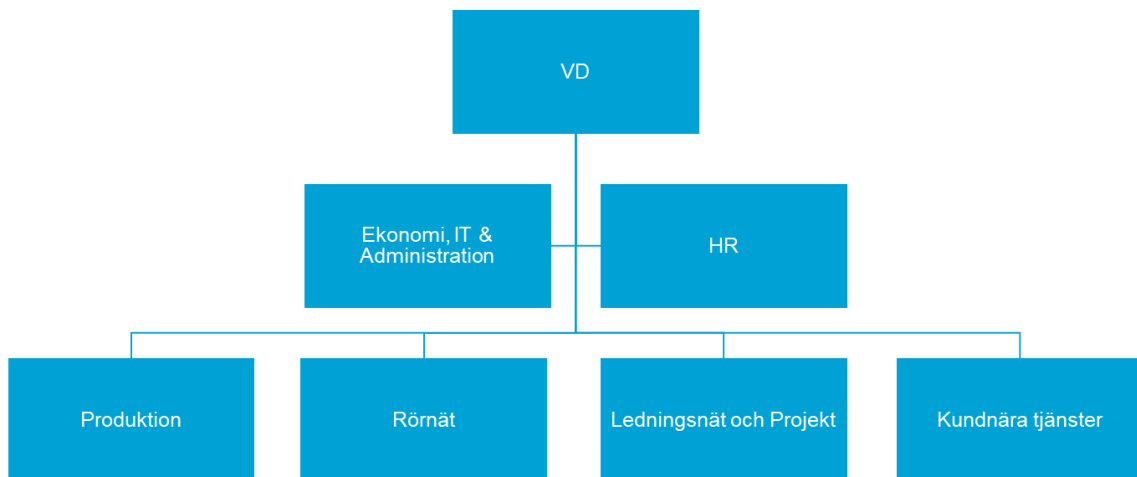 VD
Ekonomi, IT &
Administration
HR
Produktion
Rörnät
Ledningsnät och Projekt
Kundnära tjänster